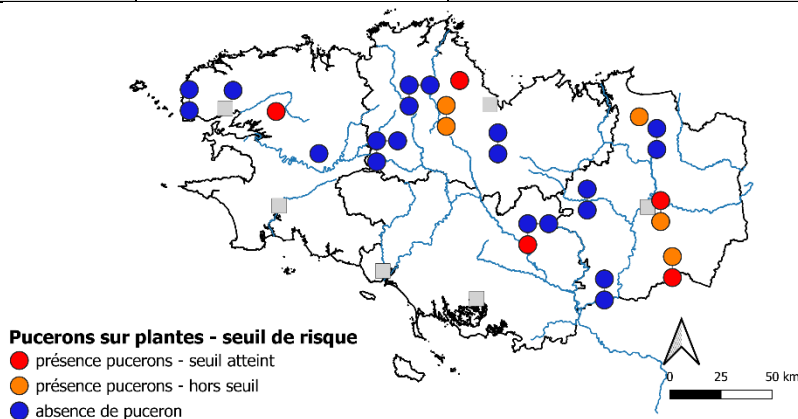 Pucerons sur plantes - seuil de risque
présence pucerons - seuil atteint
présence pucerons - hors seuil
absence de puceron
0 25 50 km